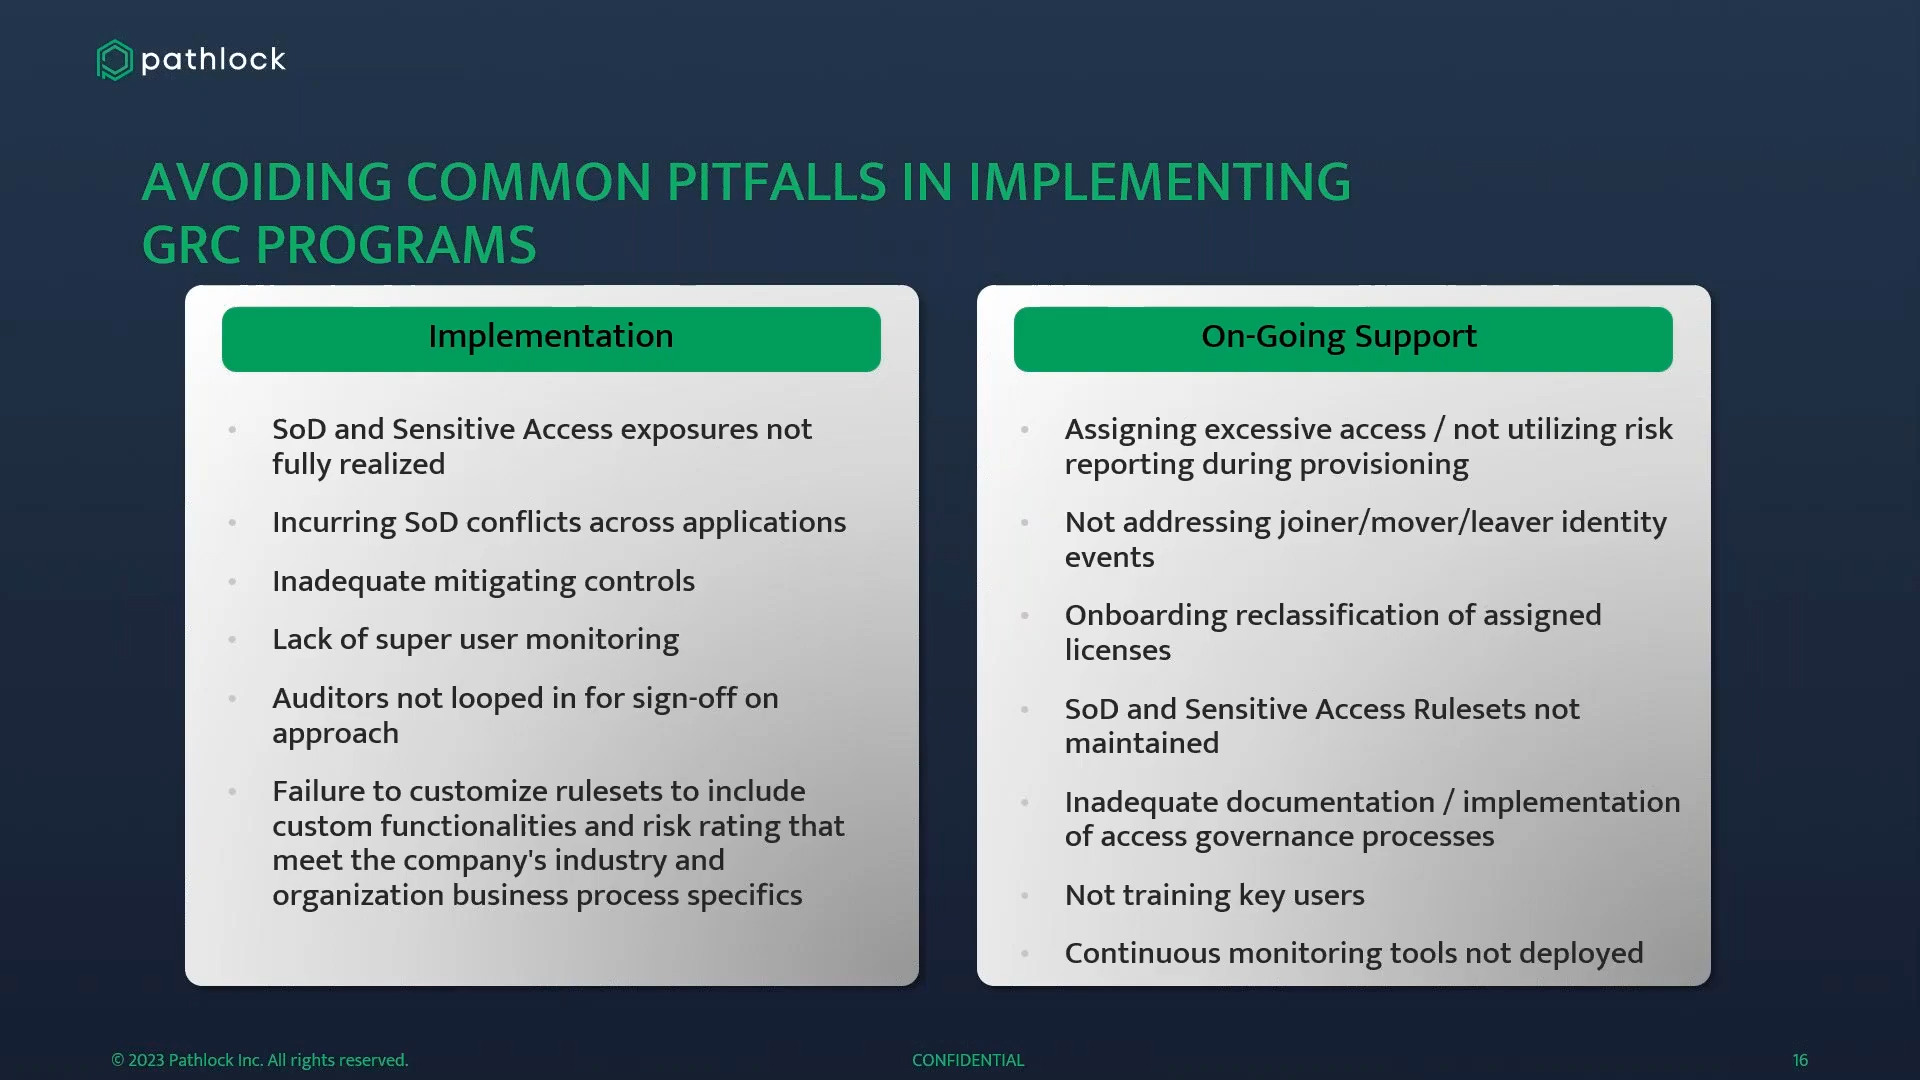 pathlock
AVOIDING COMMON PITFALLS IN IMPLEMENTING
GRC PROGRAMS
Implementation
• SoD and Sensitive Access exposures not
fully realized
• Incurring SoD conflicts across applications
• Inadequate mitigating controls
• Lack of super user monitoring
• Auditors not looped in for sign-off on
approach
• Failure to customize rulesets to include
custom functionalities and risk rating that
meet the company's industry and
organization business process specifics
On-Going Support
• Assigning excessive access / not utilizing risk
reporting during provisioning
• Not addressing joiner/mover/leaver identity
events
• Onboarding reclassification of assigned
licenses
• SoD and Sensitive Access Rulesets not
maintained
• Inadequate documentation / implementation
of access governance processes
• Not training key users
• Continuous monitoring tools not deployed
© 2023 Pathlock Inc. All rights reserved.
CONFIDENTIAL
16